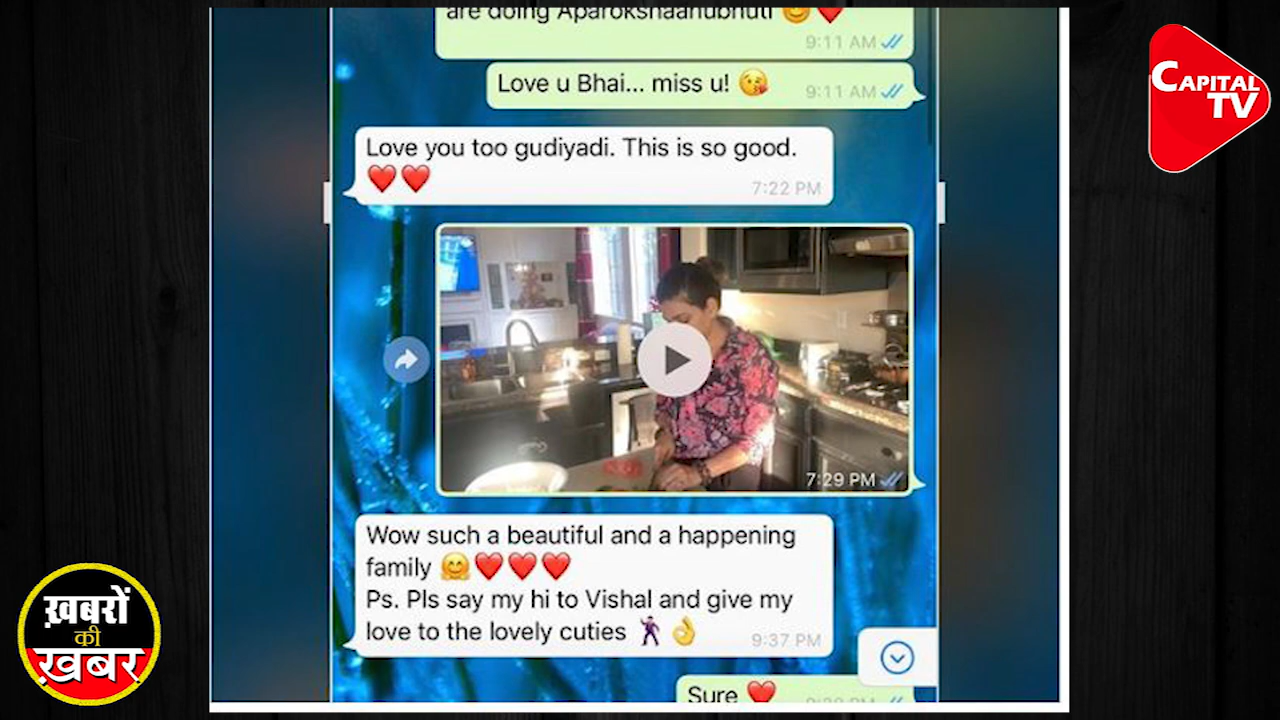 are doing Aparokshaanubhuti 😊❤️
9:11 AM
Love u Bhai... miss u! 😘
9:11 AM
Love you too gudiyadi. This is so good.
❤️❤️
7:22 PM
7:29 PM
Wow such a beautiful and a happening
family 🤗❤️❤️❤️
Ps. Pls say my hi to Vishal and give my
love to the lovely cuties 🕺👌
9:37 PM
Sure ❤️
CAPITAL
TV
ख़बरों
की
ख़बर